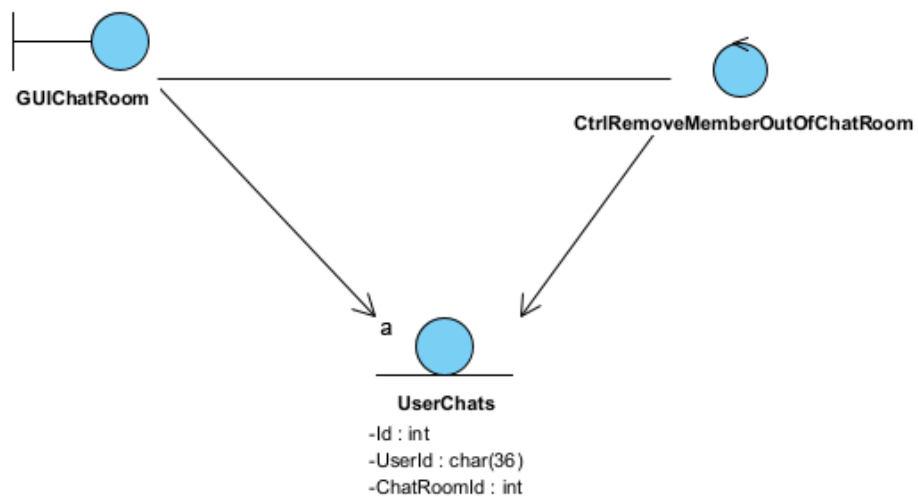 GUIChatRoom
CtrlRemoveMemberOutOfChatRoom
a
UserChats
-Id : int
-UserId : char(36)
-ChatRoomId : int